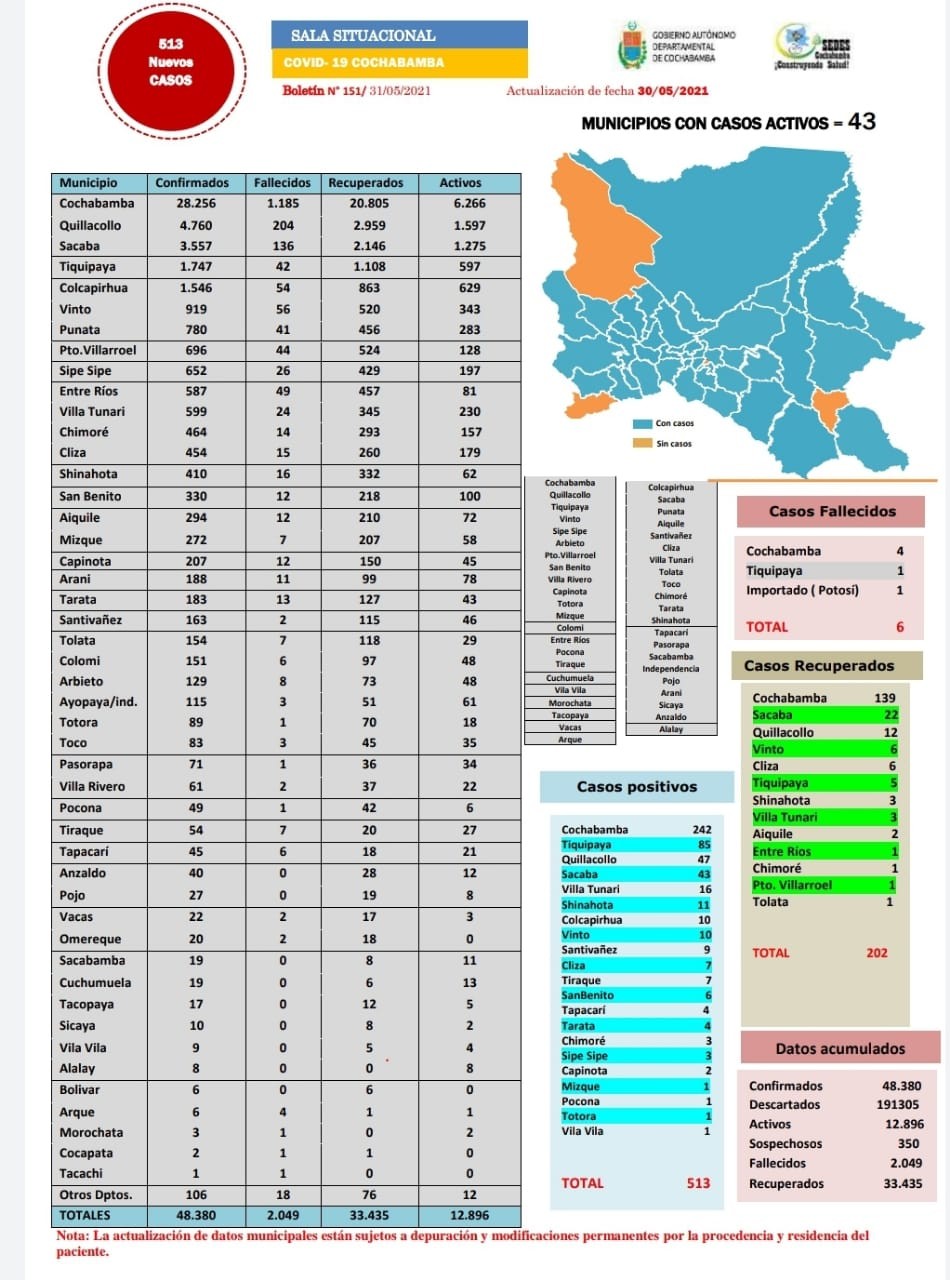 513
Nuevos
CASOS
SALA SITUACIONAL
COVID- 19 COCHABAMBA
Boletín N° 151/ 31/05/2021
GOBIERNO AUTÓNOMO
DEPARTAMENTAL
DE COCHABAMBA
SEDES
Cochabamba
¡Construyendo Salud!
Actualización de fecha 30/05/2021
MUNICIPIOS CON CASOS ACTIVOS = 43
Municipio Confirmados Fallecidos Recuperados Activos
Cochabamba 28.256 1.185 20.805 6.266
Quillacollo 4.760 204 2.959 1.597
Sacaba 3.557 136 2.146 1.275
Tiquipaya 1.747 42 1.108 597
Colcapirhua 1.546 54 863 629
Vinto 919 56 520 343
Punata 780 41 456 283
Pto.Villarroel 696 44 524 128
Sipe Sipe 652 26 429 197
Entre Ríos 587 49 457 81
Villa Tunari 599 24 345 230
Chimoré 464 14 293 157
Cliza 454 15 260 179
Shinahota 410 16 332 62
San Benito 330 12 218 100
Aiquile 294 12 210 72
Mizque 272 7 207 58
Capinota 207 12 150 45
Arani 188 11 99 78
Tarata 183 13 127 43
Santivañez 163 2 115 46
Tolata 154 7 118 29
Colomi 151 6 97 48
Arbieto 129 8 73 48
Ayopaya/ind. 115 3 51 61
Totora 89 1 70 18
Toco 83 3 45 35
Pasorapa 71 1 36 34
Villa Rivero 61 2 37 22
Pocona 49 1 42 6
Tiraque 54 7 20 27
Tapacarí 45 6 18 21
Anzaldo 40 0 28 12
Pojo 27 0 19 8
Vacas 22 2 17 3
Omereque 20 2 18 0
Sacabamba 19 0 8 11
Cuchumuela 19 0 6 13
Tacopaya 17 0 12 5
Sicaya 10 0 8 2
Vila Vila 9 0 5 4
Alalay 8 0 0 8
Bolivar 6 0 6 0
Arque 6 4 1 1
Morochata 3 1 0 2
Cocapata 2 1 1 0
Tacachi 1 1 0 0
Otros Dptos. 106 18 76 12
TOTALES 48.380 2.049 33.435 12.896
Con casos
Sin casos
Cochabamba
Quillacollo
Tiquipaya
Vinto
Sipe Sipe
Arbieto
Pto.Villarroel
San Benito
Villa Rivero
Capinota
Totora
Mizque
Colomi
Entre Ríos
Pocona
Tiraque
Cuchumuela
Vila Vila
Morochata
Tacopaya
Vacas
Arque
Colcapirhua
Sacaba
Punata
Aiquile
Santivañez
Cliza
Villa Tunari
Tolata
Toco
Chimoré
Tarata
Shinahota
Tapacarí
Pasorapa
Sacabamba
Independencia
Pojo
Arani
Sicaya
Anzaldo
Alalay
Casos Fallecidos
Cochabamba 4
Tiquipaya 1
Importado ( Potosí) 1
TOTAL 6
Casos Recuperados
Cochabamba 139
Sacaba 22
Quillacollo 12
Vinto 6
Cliza 6
Tiquipaya 5
Shinahota 3
Villa Tunari 3
Aiquile 2
Entre Ríos 1
Chimoré 1
Pto. Villarroel 1
Tolata 1
TOTAL 202
Casos positivos
Cochabamba 242
Tiquipaya 85
Quillacollo 47
Sacaba 43
Villa Tunari 16
Shinahota 11
Colcapirhua 10
Vinto 10
Santivañez 9
Cliza 7
Tiraque 7
SanBenito 6
Tapacarí 4
Tarata 4
Chimoré 3
Sipe Sipe 3
Capinota 2
Mizque 1
Pocona 1
Totora 1
Vila Vila 1
TOTAL 513
Datos acumulados
Confirmados 48.380
Descartados 191305
Activos 12.896
Sospechosos 350
Fallecidos 2.049
Recuperados 33.435
Nota: La actualización de datos municipales están sujetos a depuración y modificaciones permanentes por la procedencia y residencia del
paciente.